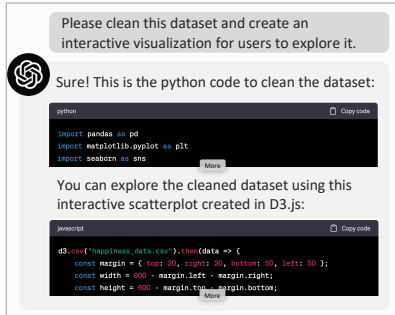 Please clean this dataset and create an
interactive visualization for users to explore it.
Sure! This is the python code to clean the dataset:
python Copy code
import pandas as pd
import matplotlib.pyplot as plt
import seaborn as sns
More
You can explore the cleaned dataset using this
interactive scatterplot created in D3.js:
javascript Copy code
d3.csv("happiness_data.csv").then(data => {
const margin = { top: 20, right: 20, bottom: 50, left: 50 };
const width = 800 - margin.left - margin.right;
const height = 600 - margin.top - margin.bottom;
More